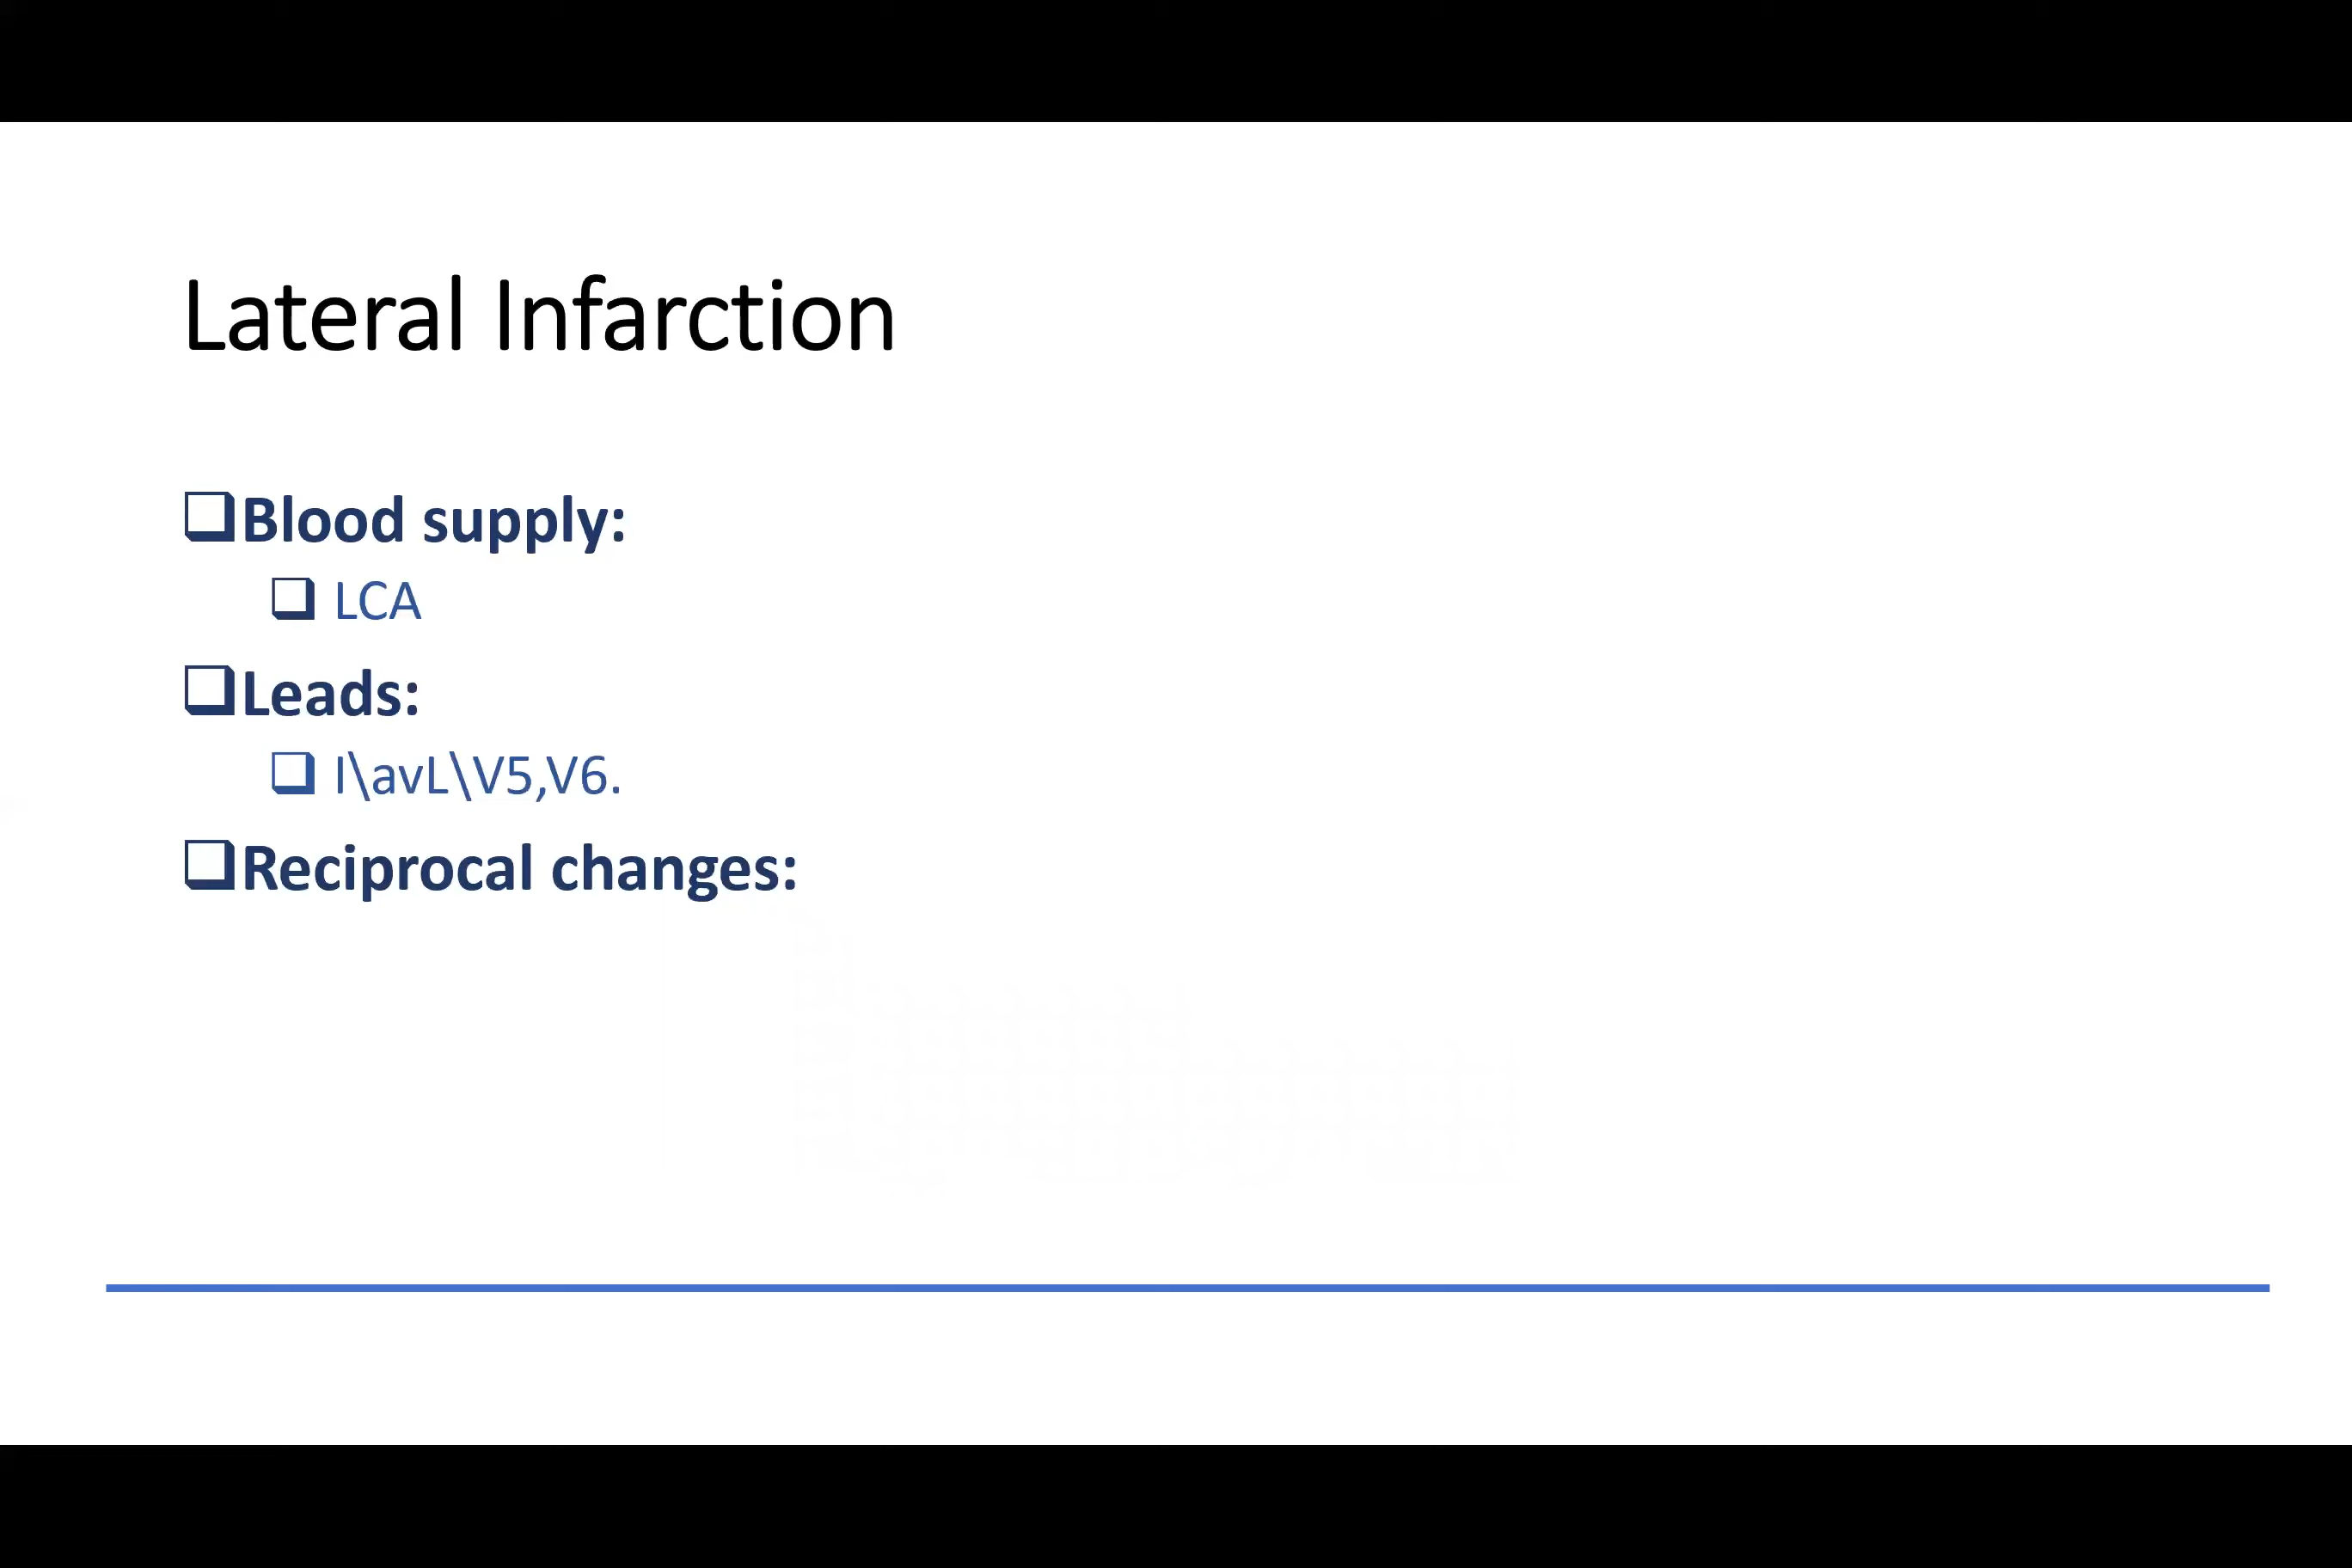 Lateral Infarction
Blood supply:
LCA
Leads:
I\avL\V5,V6.
Reciprocal changes: